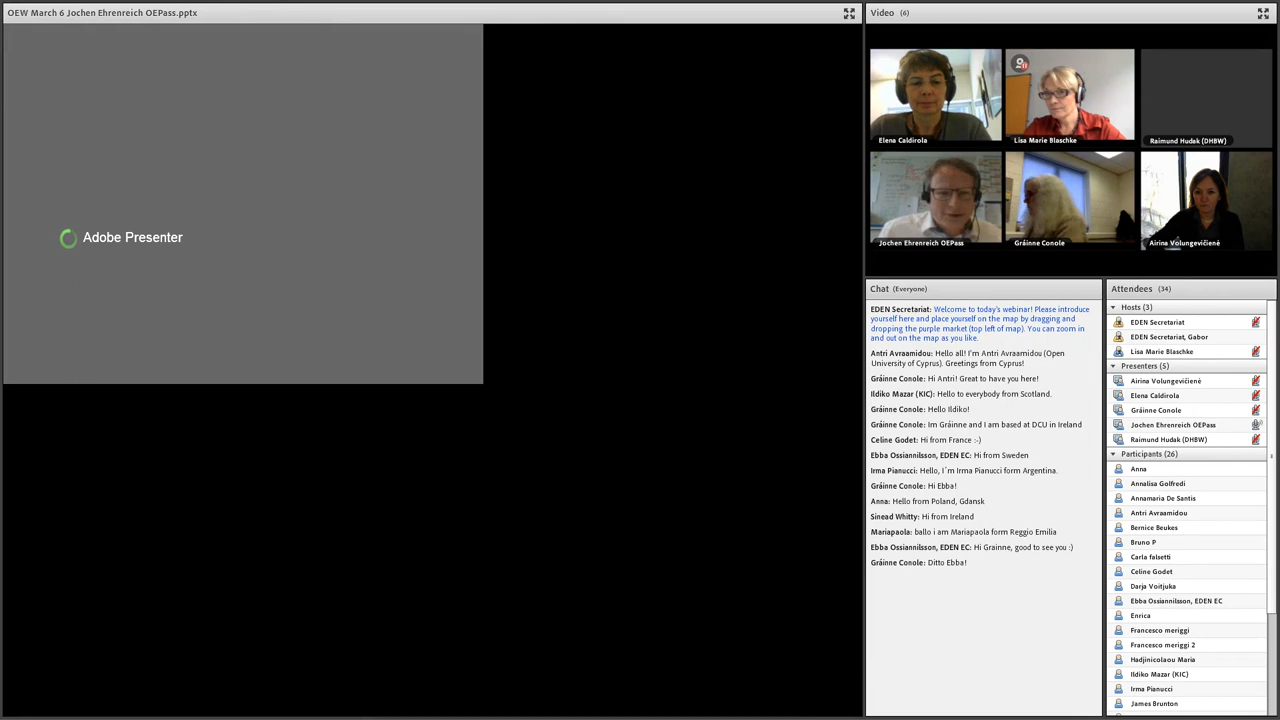 OEW March 6 Jochen Ehrenreich OEPass.pptx
Adobe Presenter
Video (6)
Elena Caldirola
Lisa Marie Blaschke
Raimund Hudak (DHBW)
Jochen Ehrenreich OEPass
Gráinne Conole
Airina Volungevičienė
Chat (Everyone)
EDEN Secretariat: Welcome to today's webinar! Please introduce
yourself here and place yourself on the map by dragging and
dropping the purple market (top left of map). You can zoom in
and out on the map as you like.
Antri Avraamidou: Hello all! I'm Antri Avraamidou (Open
University of Cyprus). Greetings from Cyprus!
Gráinne Conole: Hi Antri! Great to have you here!
Ildiko Mazar (KIC): Hello to everybody from Scotland.
Gráinne Conole: Hello Ildiko!
Gráinne Conole: Im Gráinne and I am based at DCU in Ireland
Celine Godet: Hi from France :-)
Ebba Ossiannilsson, EDEN EC: Hi from Sweden
Irma Pianucci: Hello, I´m Irma Pianucci form Argentina.
Gráinne Conole: Hi Ebba!
Anna: Hello from Poland, Gdansk
Sinead Whitty: Hi from Ireland
Mariapaola: ballo i am Mariapaola form Reggio Emilia
Ebba Ossiannilsson, EDEN EC: Hi Grainne, good to see you :)
Gráinne Conole: Ditto Ebba!
Attendees (34)
Hosts (3)
EDEN Secretariat
EDEN Secretariat, Gabor
Lisa Marie Blaschke
Presenters (5)
Airina Volungevičienė
Elena Caldirola
Gráinne Conole
Jochen Ehrenreich OEPass
Raimund Hudak (DHBW)
Participants (26)
Anna
Annalisa Golfredi
Annamaria De Santis
Antri Avraamidou
Bernice Beukes
Bruno P
Carla falsetti
Celine Godet
Darja Voitjuka
Ebba Ossiannilsson, EDEN EC
Enrica
Francesco meriggi
Francesco meriggi 2
Hadjinicolaou Maria
Ildiko Mazar (KIC)
Irma Pianucci
James Brunton